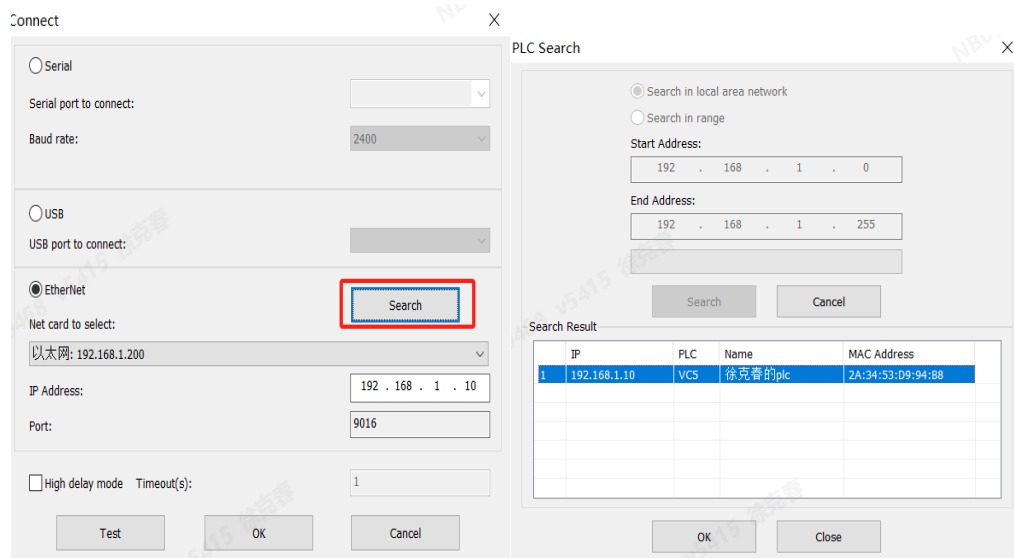 Connect
Serial
Serial port to connect:
Baud rate:
2400
USB
USB port to connect:
EtherNet
Search
Net card to select:
以太网: 192.168.1.200
IP Address:
192 . 168 . 1 . 10
Port:
9016
High delay mode Timeout(s):
1
Test
OK
Cancel
PLC Search
Search in local area network
Search in range
Start Address:
192 . 168 . 1 . 0
End Address:
192 . 168 . 1 . 255
Search
Cancel
Search Result
IP PLC Name MAC Address
1 192.168.1.10 VC5 徐克春的plc 2A:34:53:D9:94:B8
OK
Close
v5415 徐克春